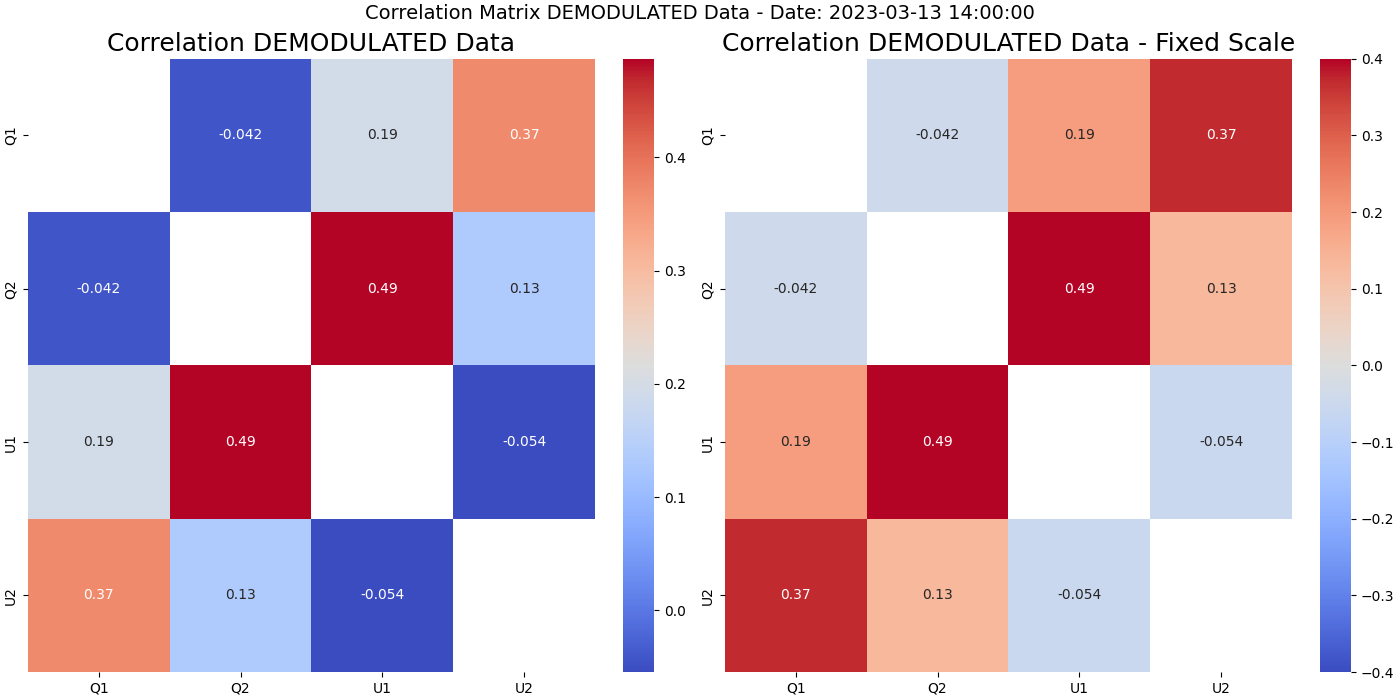 Correlation Matrix DEMODULATED Data - Date: 2023-03-13 14:00:00
Correlation DEMODULATED Data
Q1
-0.042
0.19
0.37
Q2
-0.042
0.49
0.13
U1
0.19
0.49
-0.054
U2
0.37
0.13
-0.054
Q1
Q2
U1
U2
0.4
0.3
0.2
0.1
0.0
Correlation DEMODULATED Data - Fixed Scale
Q1
-0.042
0.19
0.37
Q2
-0.042
0.49
0.13
U1
0.19
0.49
-0.054
U2
0.37
0.13
-0.054
Q1
Q2
U1
U2
0.4
0.3
0.2
0.1
0.0
−0.1
−0.2
−0.3
−0.4